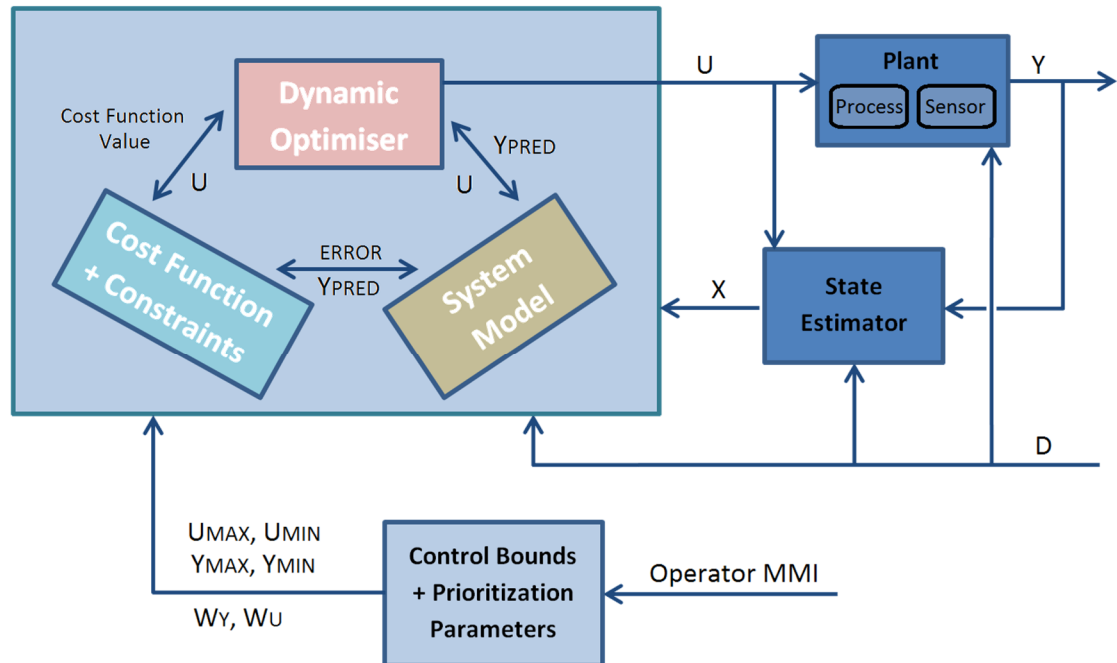 Dynamic
Optimiser
Cost Function
Value
U
YPRED
U
Cost Function
+ Constraints
ERROR
YPRED
System
Model
U
Plant
Process
Sensor
Y
X
State
Estimator
D
UMAX, UMIN
YMAX, YMIN
WY, WU
Control Bounds
+ Prioritization
Parameters
Operator MMI